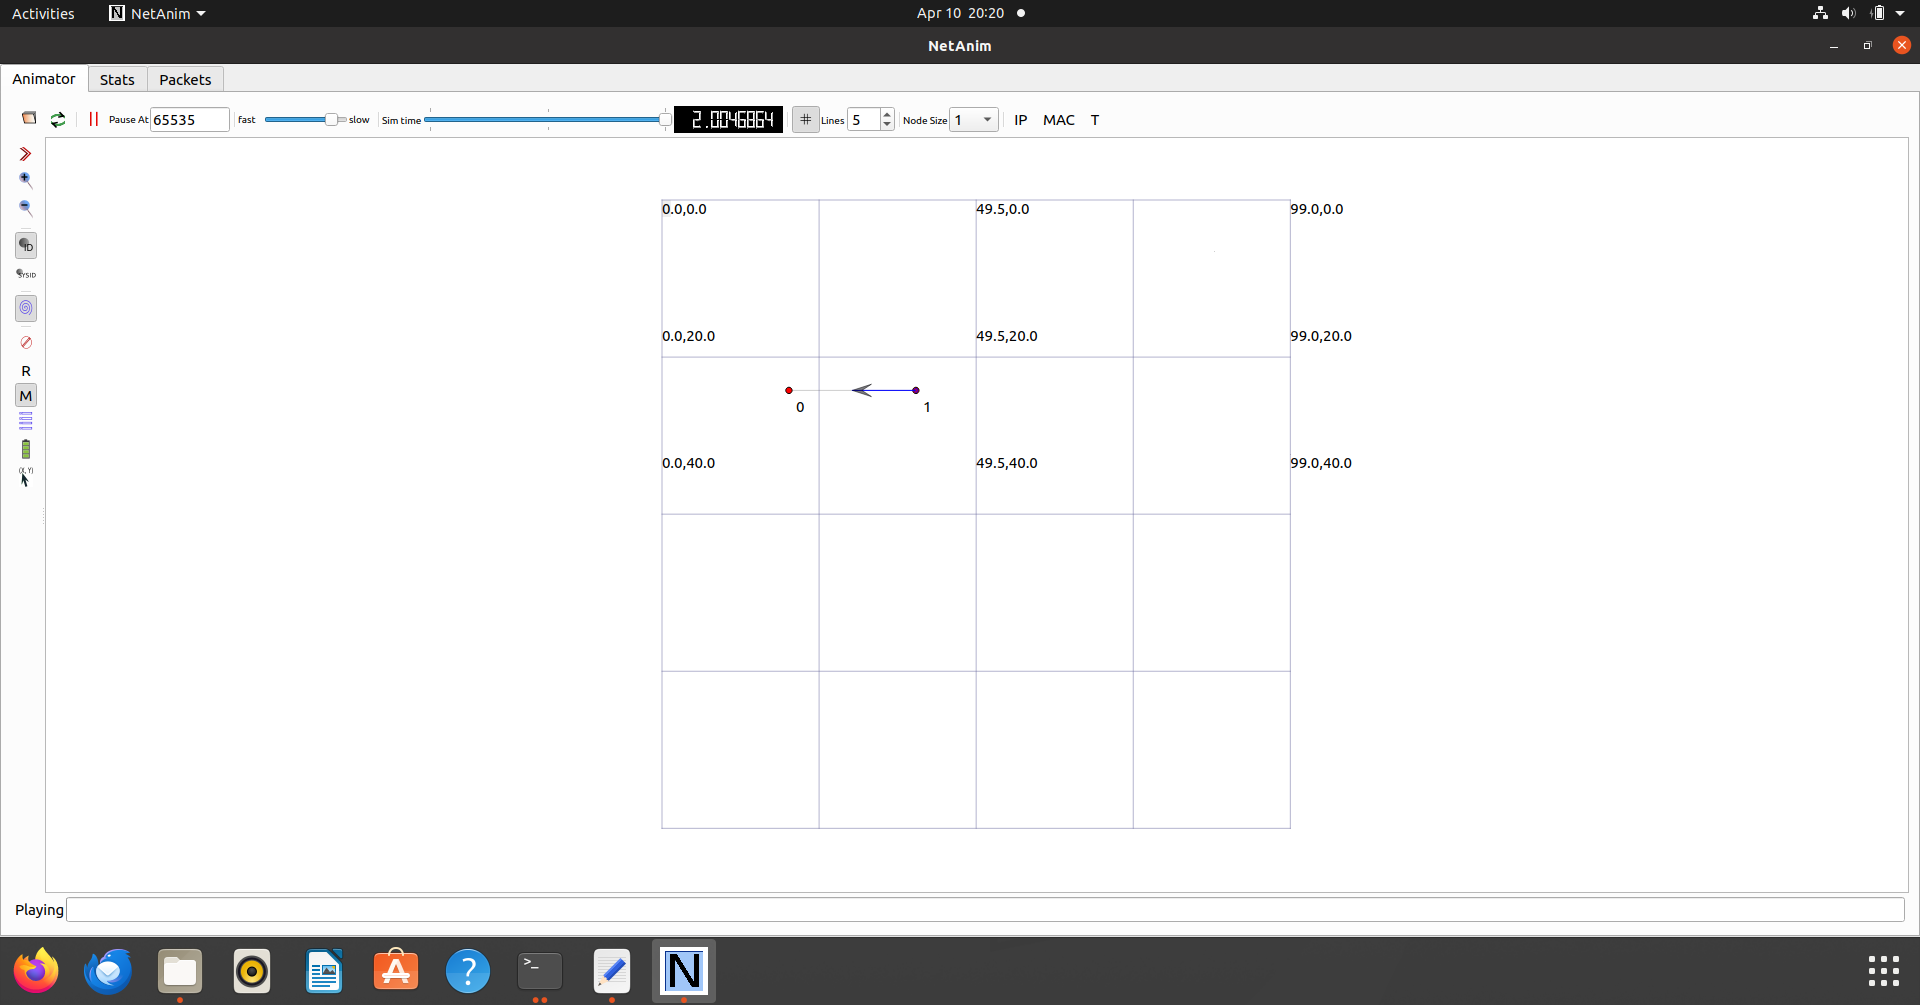 Activities NetAnim Apr 10 20:20
NetAnim
Animator Stats Packets
Pause At 65535 fast slow Sim time 2.0046864 # Lines 5 Node Size 1 IP MAC T
0.0,0.0 49.5,0.0 99.0,0.0
ID
SYSID
0.0,20.0 49.5,20.0 99.0,20.0
R
M
0 1
0.0,40.0 49.5,40.0 99.0,40.0
(X, Y)
Playing
A ? >_ N